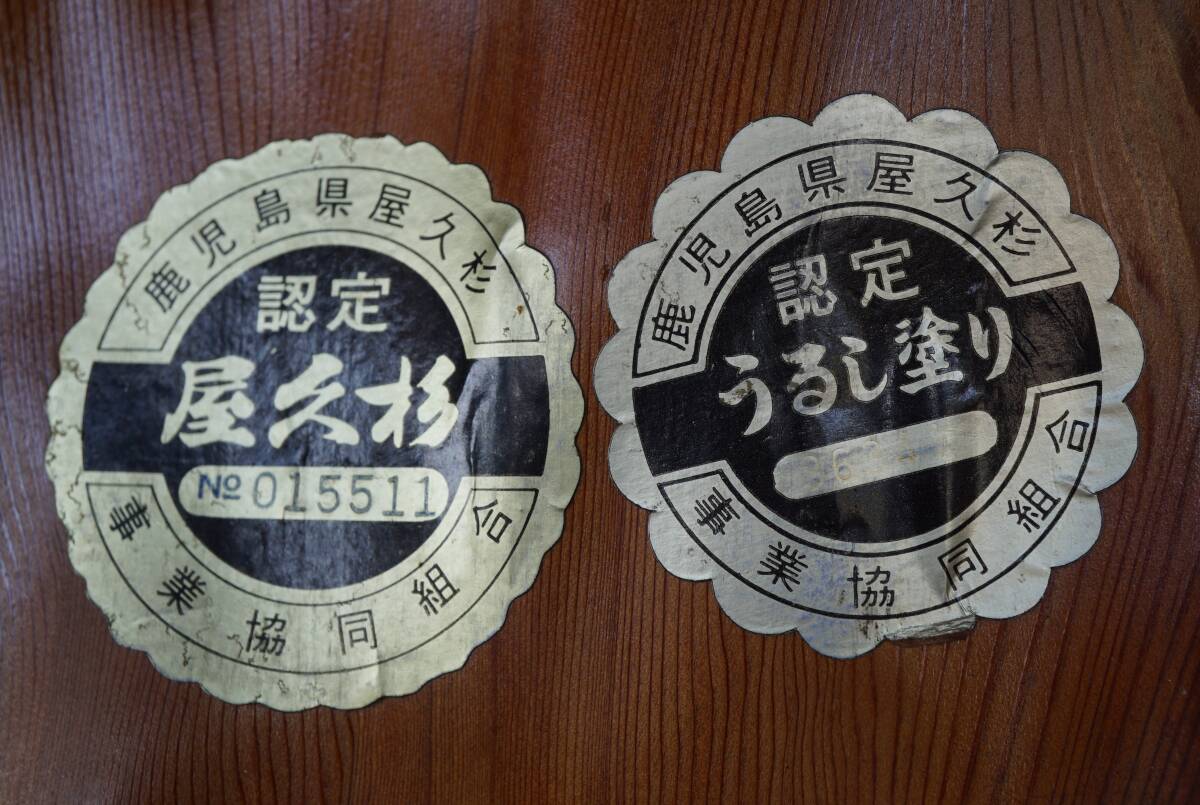 鹿児島県屋久杉
認定
屋久杉
№015511
事業協同組合
鹿児島県屋久杉
認定
うるし塗り
事業協同組合